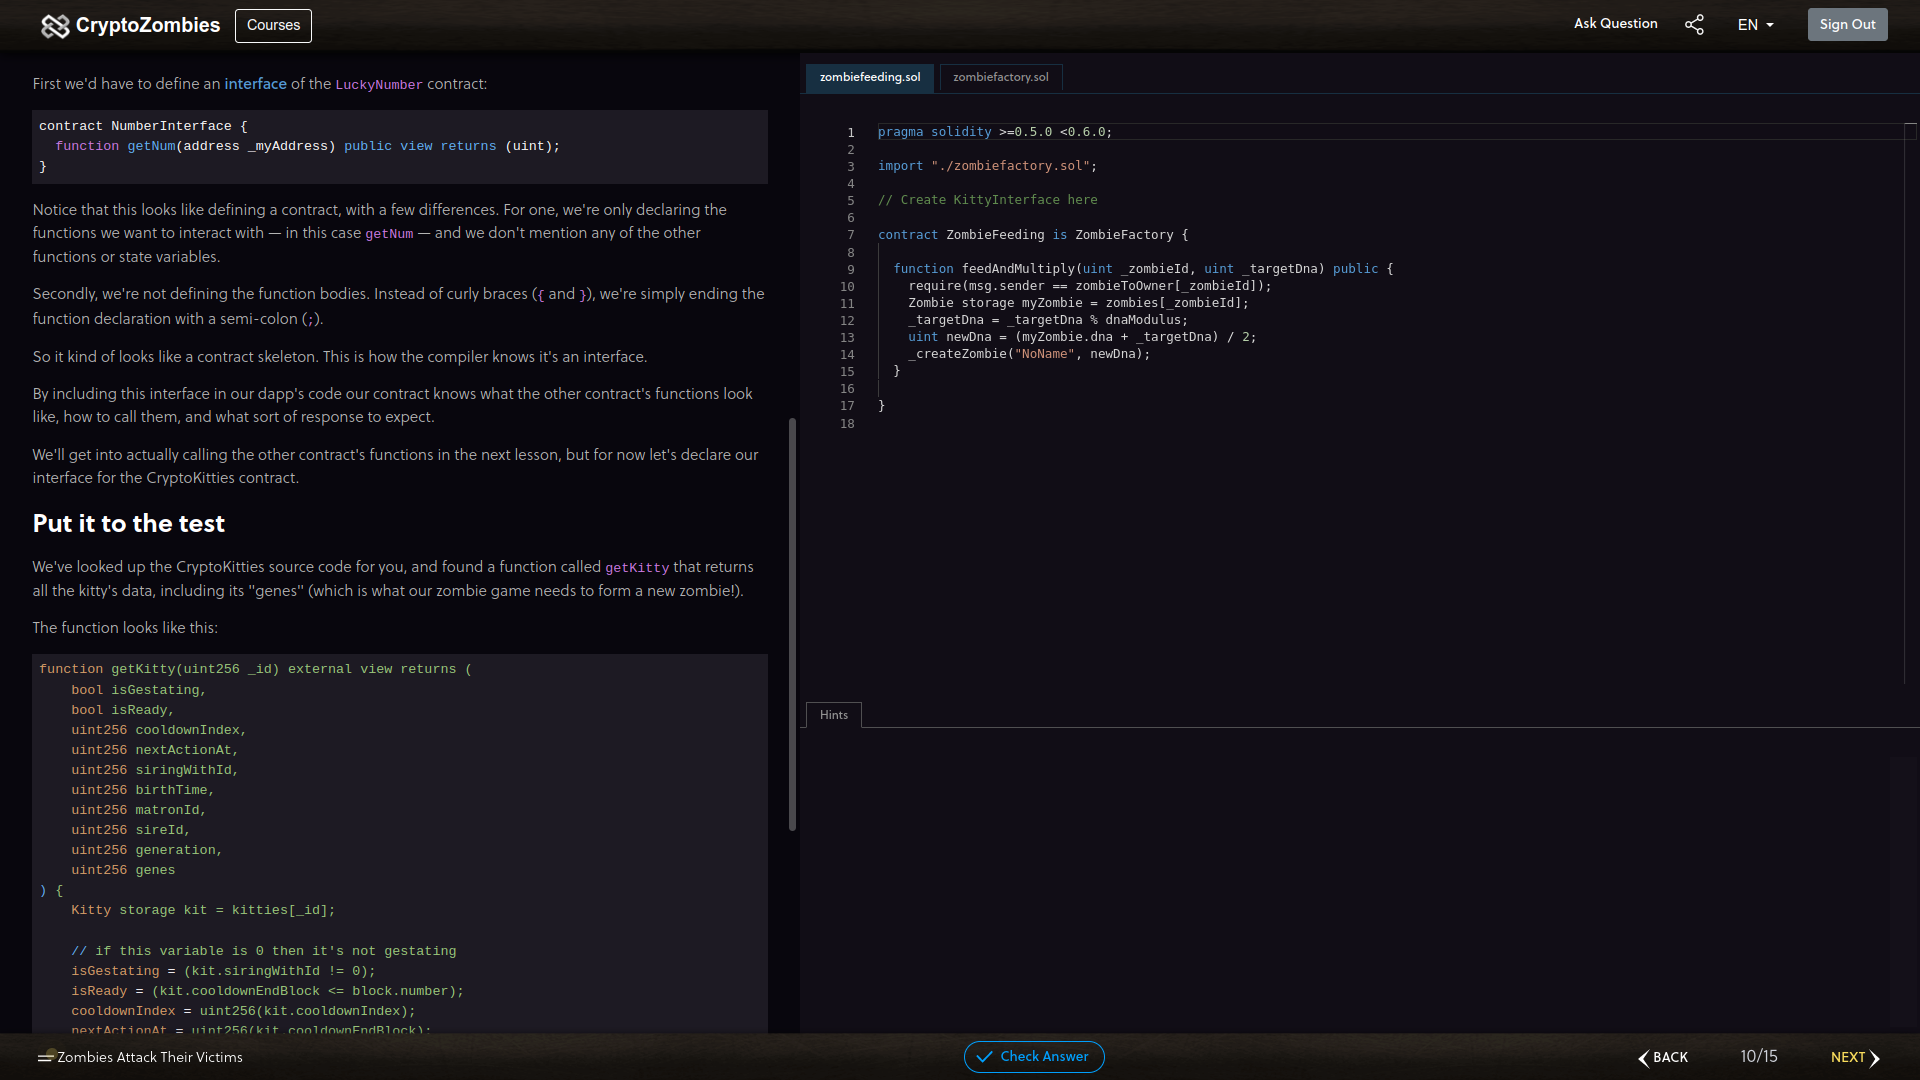 CryptoZombies
Courses
Ask Question
EN
Sign Out
First we'd have to define an interface of the LuckyNumber contract:
contract NumberInterface {
  function getNum(address _myAddress) public view returns (uint);
}
Notice that this looks like defining a contract, with a few differences. For one, we're only declaring the
functions we want to interact with — in this case getNum — and we don't mention any of the other
functions or state variables.
Secondly, we're not defining the function bodies. Instead of curly braces ({ and }), we're simply ending the
function declaration with a semi-colon (;).
So it kind of looks like a contract skeleton. This is how the compiler knows it's an interface.
By including this interface in our dapp's code our contract knows what the other contract's functions look
like, how to call them, and what sort of response to expect.
We'll get into actually calling the other contract's functions in the next lesson, but for now let's declare our
interface for the CryptoKitties contract.
Put it to the test
We've looked up the CryptoKitties source code for you, and found a function called getKitty that returns
all the kitty's data, including its "genes" (which is what our zombie game needs to form a new zombie!).
The function looks like this:
function getKitty(uint256 _id) external view returns (
    bool isGestating,
    bool isReady,
    uint256 cooldownIndex,
    uint256 nextActionAt,
    uint256 siringWithId,
    uint256 birthTime,
    uint256 matronId,
    uint256 sireId,
    uint256 generation,
    uint256 genes
) {
    Kitty storage kit = kitties[_id];
    // if this variable is 0 then it's not gestating
    isGestating = (kit.siringWithId != 0);
    isReady = (kit.cooldownEndBlock <= block.number);
    cooldownIndex = uint256(kit.cooldownIndex);
    nextActionAt = uint256(kit.cooldownEndBlock);
zombiefeeding.sol
zombiefactory.sol
1 pragma solidity >=0.5.0 <0.6.0;
2
3 import "./zombiefactory.sol";
4
5 // Create KittyInterface here
6
7 contract ZombieFeeding is ZombieFactory {
8
9   function feedAndMultiply(uint _zombieId, uint _targetDna) public {
10     require(msg.sender == zombieToOwner[_zombieId]);
11     Zombie storage myZombie = zombies[_zombieId];
12     _targetDna = _targetDna % dnaModulus;
13     uint newDna = (myZombie.dna + _targetDna) / 2;
14     _createZombie("NoName", newDna);
15   }
16
17 }
18
Hints
Zombies Attack Their Victims
Check Answer
BACK
10/15
NEXT